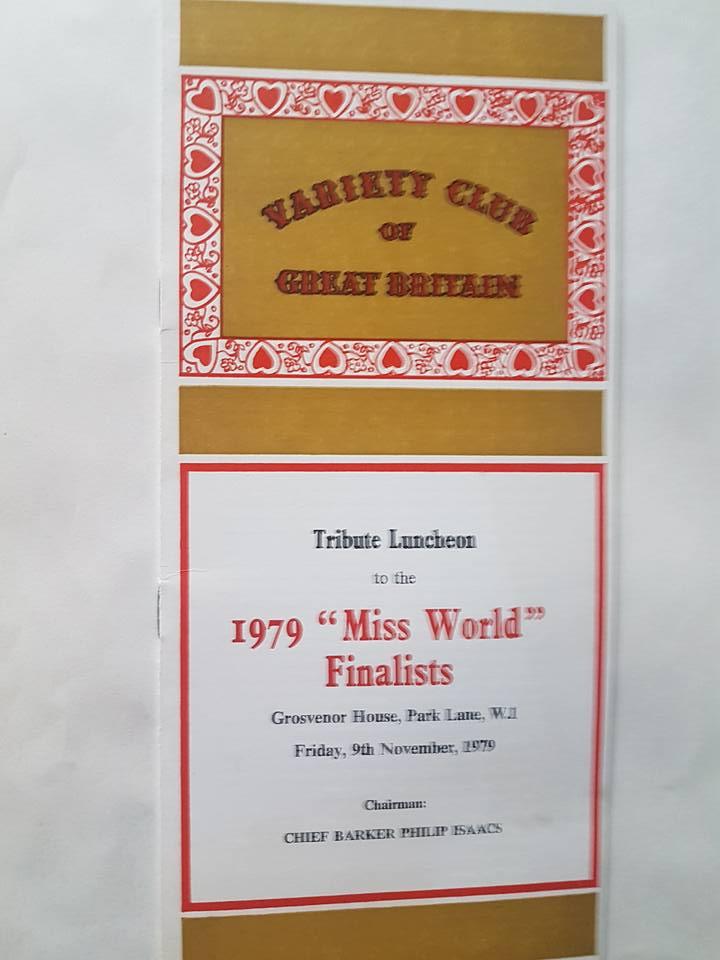 VARIETY CLUB
OF
GREAT BRITAIN
Tribute Luncheon
to the
1979 “Miss World”
Finalists
Grosvenor House, Park Lane, W.1
Friday, 9th November, 1979
Chairman:
CHIEF BARKER PHILIP ISAACS